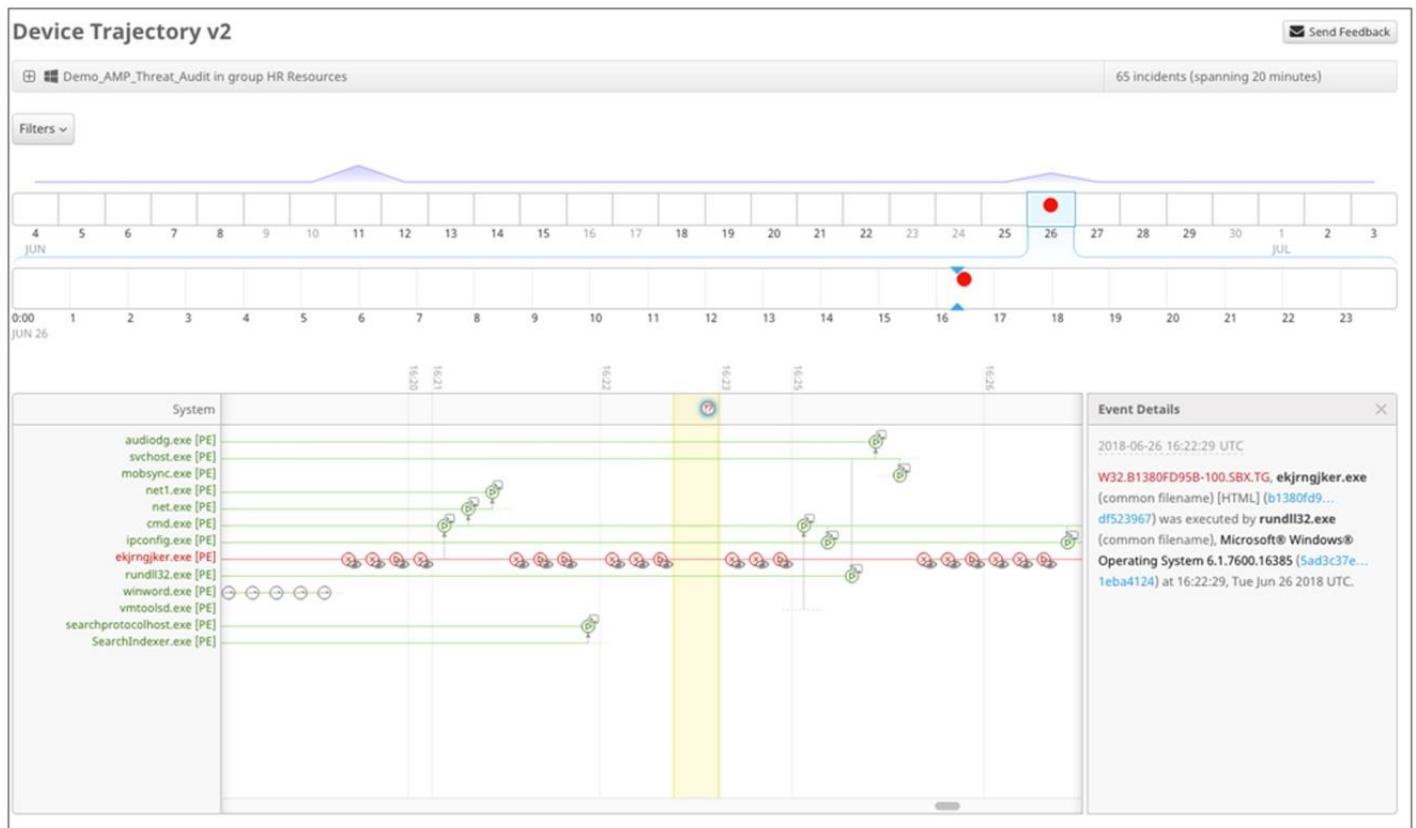 Device Trajectory v2
Send Feedback
Demo_AMP_Threat_Audit in group HR Resources
65 incidents (spanning 20 minutes)
Filters
4 5 6 7 8 9 10 11 12 13 14 15 16 17 18 19 20 21 22 23 24 25 26 27 28 29 30 1 2 3
JUN JUL
0:00 1 2 3 4 5 6 7 8 9 10 11 12 13 14 15 16 17 18 19 20 21 22 23
JUN 26
16:20 16:21 16:22 16:23 16:25 16:26
System
audiodg.exe [PE]
svchost.exe [PE]
mobsync.exe [PE]
net1.exe [PE]
net.exe [PE]
cmd.exe [PE]
ipconfig.exe [PE]
ekjrngjker.exe [PE]
rundll32.exe [PE]
winword.exe [PE]
vmtoolsd.exe [PE]
searchprotocolhost.exe [PE]
SearchIndexer.exe [PE]
Event Details
2018-06-26 16:22:29 UTC
W32.B1380FD95B-100.SBX.TG, ekjrngjker.exe
(common filename) [HTML] (b1380fd9...
df523967) was executed by rundll32.exe
(common filename), Microsoft® Windows®
Operating System 6.1.7600.16385 (5ad3c37e...
1eba4124) at 16:22:29, Tue Jun 26 2018 UTC.